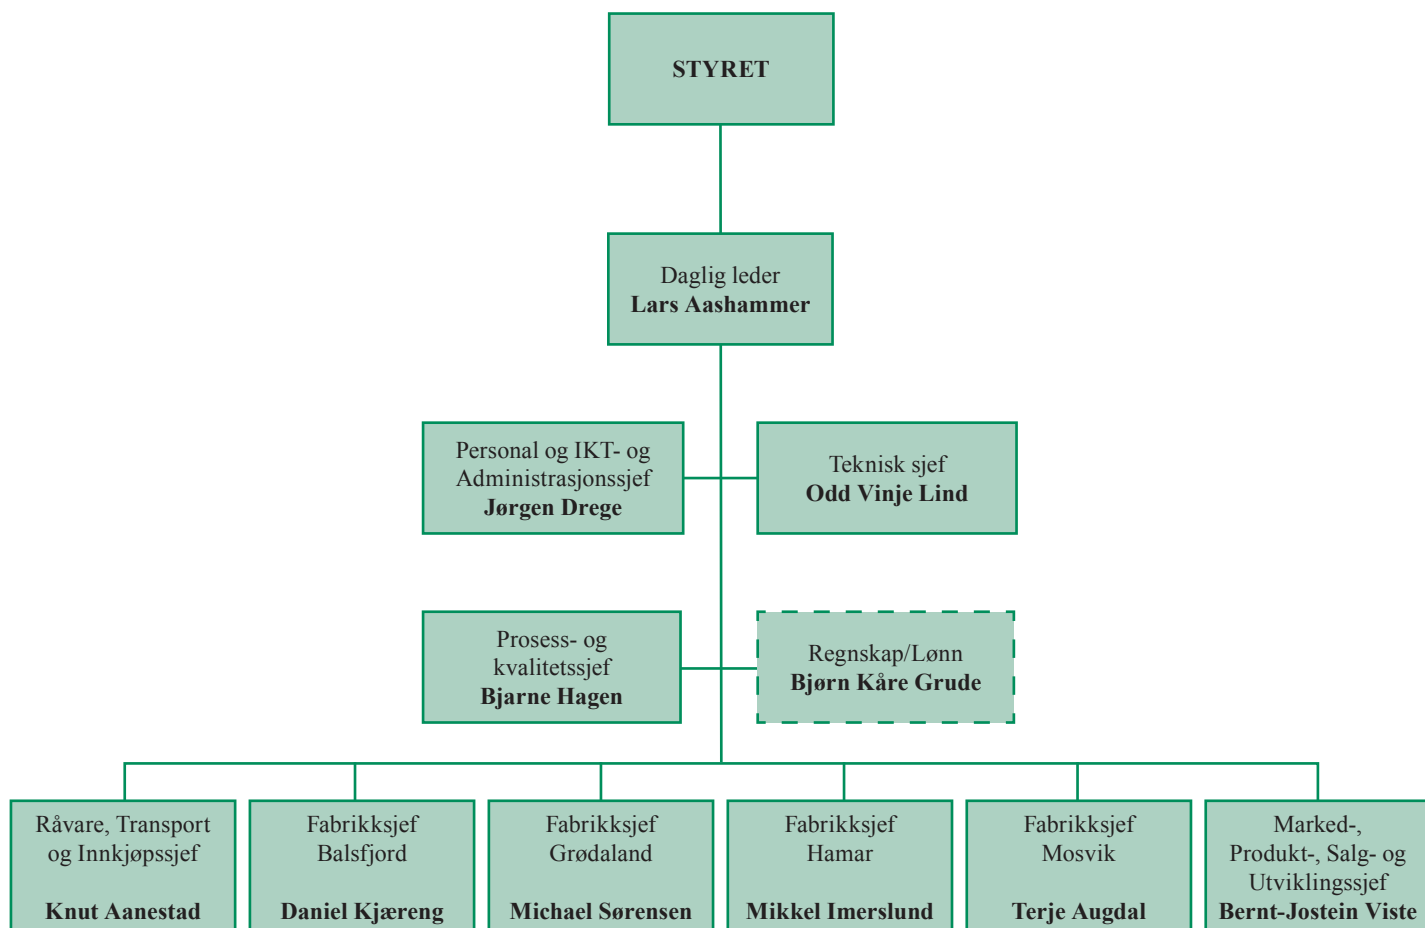 STYRET
Daglig leder
Lars Aashammer
Personal og IKT- og
Administrasjonssjef
Jørgen Drege
Teknisk sjef
Odd Vinje Lind
Prosess- og
kvalitetssjef
Bjarne Hagen
Regnskap/Lønn
Bjørn Kåre Grude
Råvare, Transport
og Innkjøpssjef
Knut Aanestad
Fabrikksjef
Balsfjord
Daniel Kjæreng
Fabrikksjef
Grødaland
Michael Sørensen
Fabrikksjef
Hamar
Mikkel Imerslund
Fabrikksjef
Mosvik
Terje Augdal
Marked-,
Produkt-, Salg- og
Utviklingssjef
Bernt-Jostein Viste